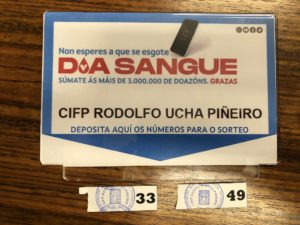 Non esperes a que se esgote
DOA SANGUE
SÚMATE ÁS MÁIS DE 5.000.000 DE DOAZÓNS. GRAZAS
CIFP RODOLFO UCHA PIÑEIRO
DEPOSITA AQUÍ OS NÚMEROS PARA O SORTEO
33
49